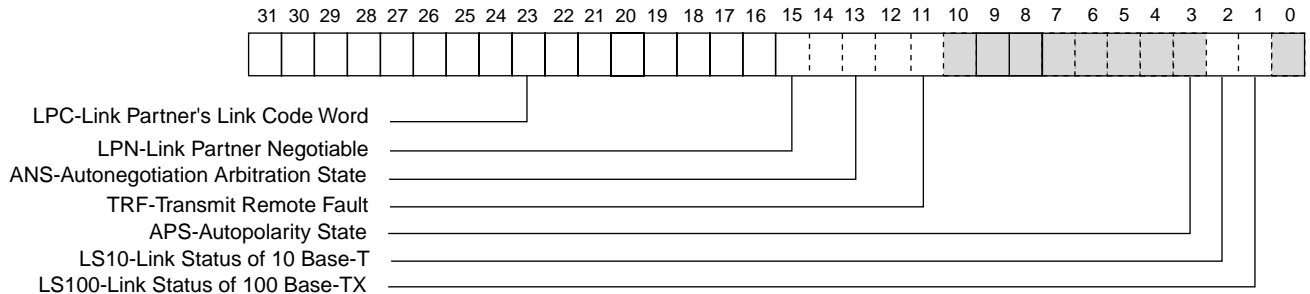 31 30 29 28 27 26 25 24 23 22 21 20 19 18 17 16 15 14 13 12 11 10 9 8 7 6 5 4 3 2 1 0
LPC-Link Partner's Link Code Word
LPN-Link Partner Negotiable
ANS-Autonegotiation Arbitration State
TRF-Transmit Remote Fault
APS-Autopolarity State
LS10-Link Status of 10 Base-T
LS100-Link Status of 100 Base-TX